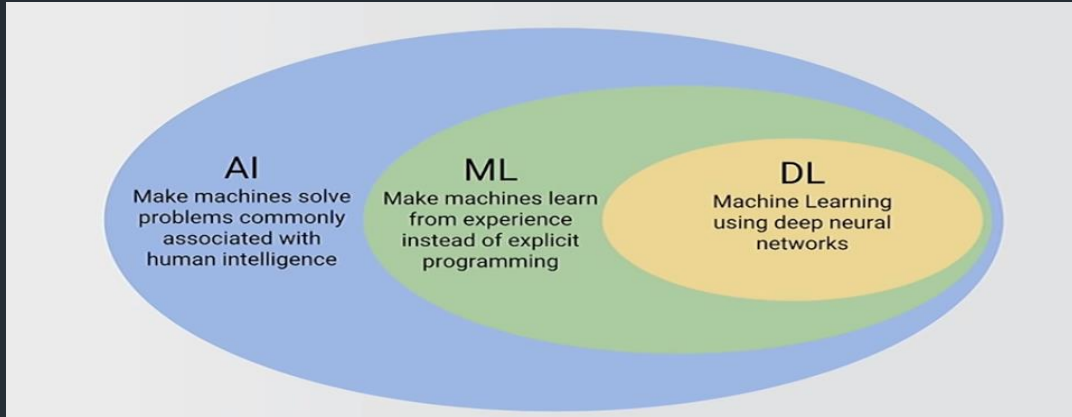 AI
Make machines solve
problems commonly
associated with
human intelligence
ML
Make machines learn
from experience
instead of explicit
programming
DL
Machine Learning
using deep neural
networks